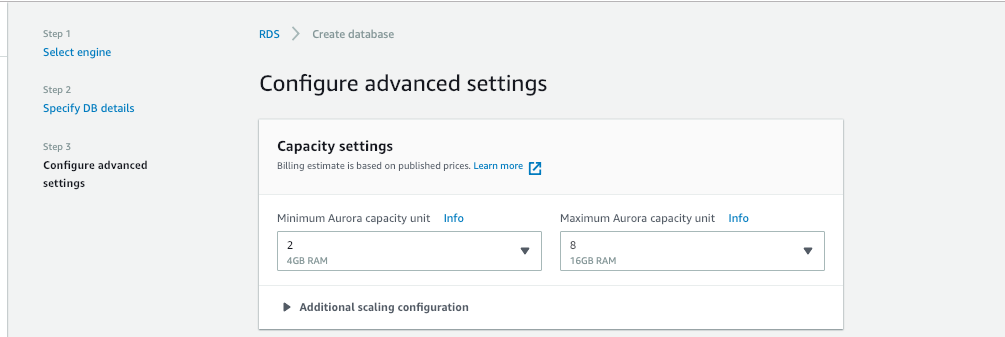 Step 1
Select engine
Step 2
Specify DB details
Step 3
Configure advanced
settings
RDS Create database
Configure advanced settings
Capacity settings
Billing estimate is based on published prices. Learn more
Minimum Aurora capacity unit Info
2
4GB RAM
Maximum Aurora capacity unit Info
8
16GB RAM
Additional scaling configuration